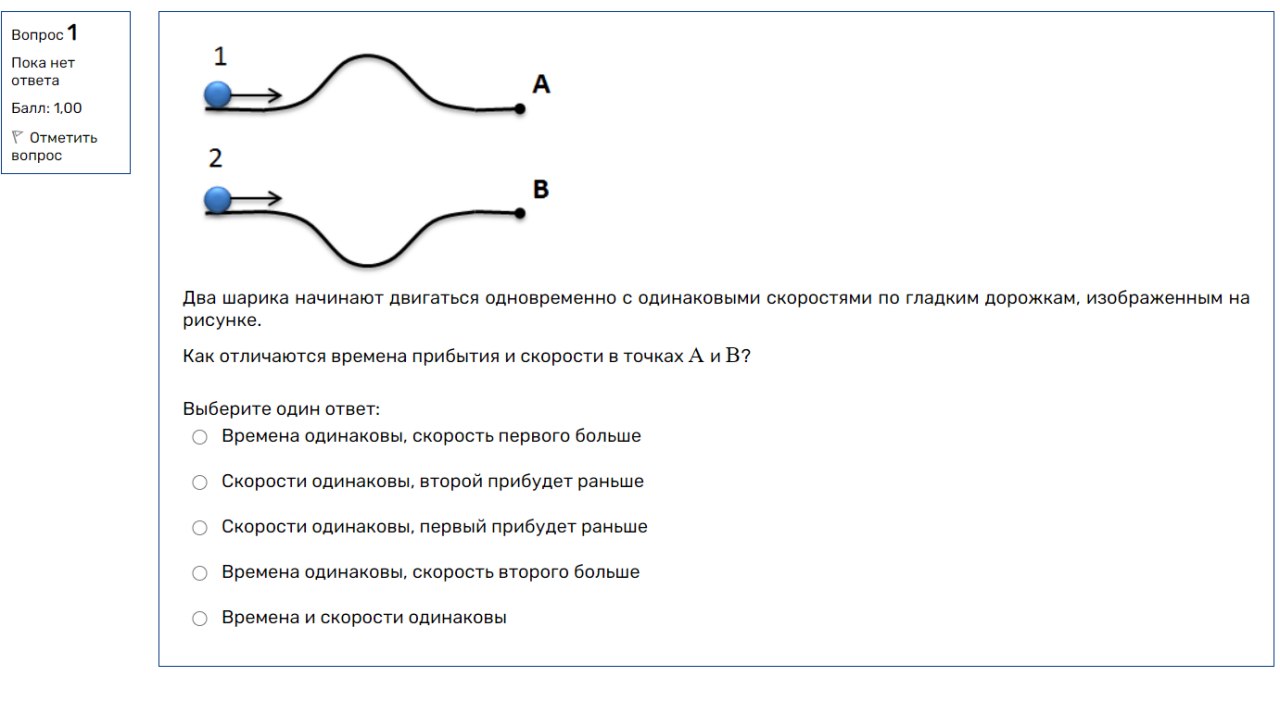 Вопрос 1
Пока нет
ответа
Балл: 1,00
Отметить
вопрос
1
A
2
B
Два шарика начинают двигаться одновременно с одинаковыми скоростями по гладким дорожкам, изображенным на
рисунке.
Как отличаются времена прибытия и скорости в точках A и B?
Выберите один ответ:
Времена одинаковы, скорость первого больше
Скорости одинаковы, второй прибудет раньше
Скорости одинаковы, первый прибудет раньше
Времена одинаковы, скорость второго больше
Времена и скорости одинаковы